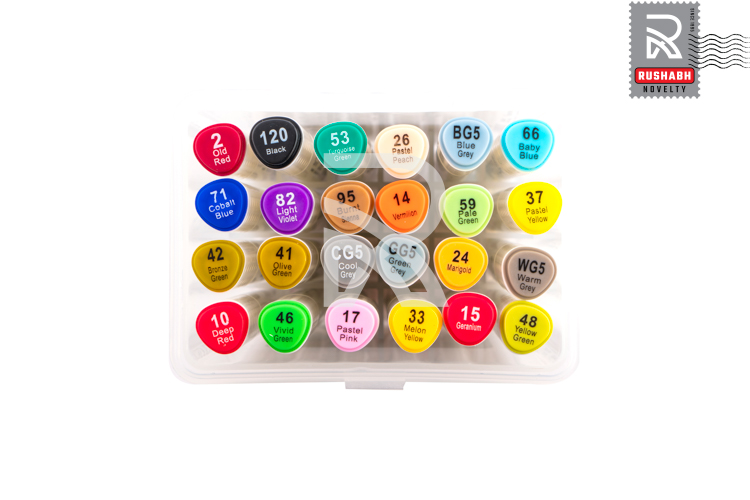 RUSHABH
NOVELTY
2
Old
Red
120
Black
53
Turquoise
Green
26
Pastel
Peach
BG5
Blue
Grey
66
Baby
Blue
71
Cobalt
Blue
82
Light
Violet
95
Burnt
Sienna
14
Vermilion
59
Pale
Green
37
Pastel
Yellow
42
Bronze
Green
41
Olive
Green
CG5
Cool
Grey
GG5
Green
Grey
24
Marigold
WG5
Warm
Grey
10
Deep
Red
46
Vivid
Green
17
Pastel
Pink
33
Melon
Yellow
15
Geranium
48
Yellow
Green